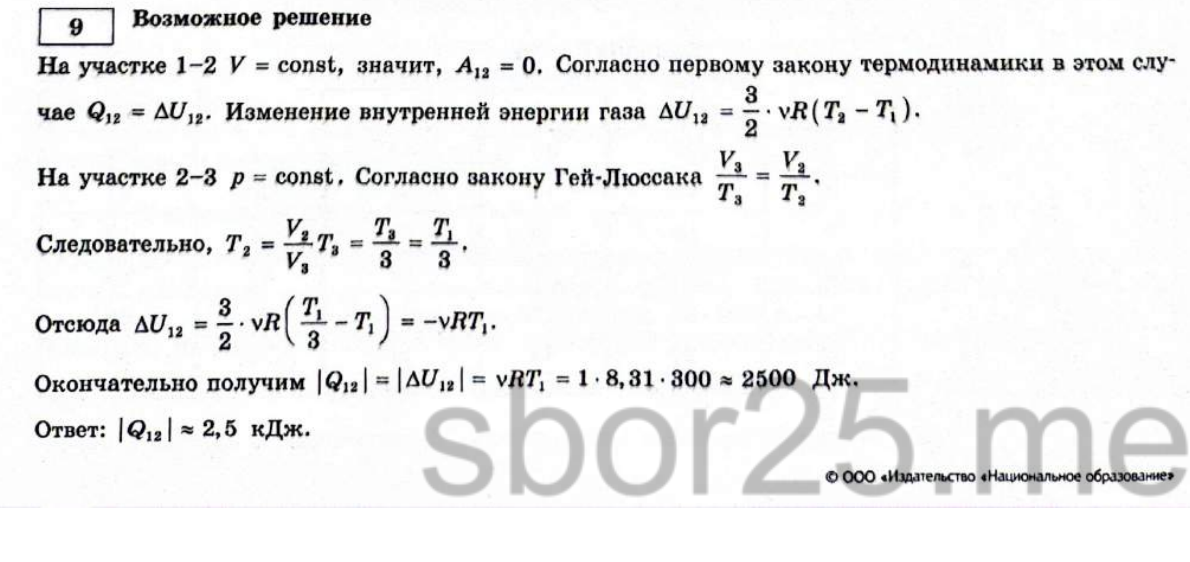 9 Возможное решение
На участке 1–2 V = const, значит, A₁₂ = 0. Согласно первому закону термодинамики в этом слу-
чае Q₁₂ = ΔU₁₂. Изменение внутренней энергии газа ΔU₁₂ = 3/2 · νR(T₂ − T₁).
На участке 2–3 p = const. Согласно закону Гей-Люссака V₃/T₃ = V₂/T₂.
Следовательно, T₂ = V₂/V₃ T₃ = T₃/3 = T₁/3.
Отсюда ΔU₁₂ = 3/2 · νR(T₁/3 − T₁) = −νRT₁.
Окончательно получим |Q₁₂| = |ΔU₁₂| = νRT₁ = 1 · 8,31 · 300 ≈ 2500 Дж.
Ответ: |Q₁₂| ≈ 2,5 кДж.
sbor25.me
© ООО «Издательство «Национальное образование»